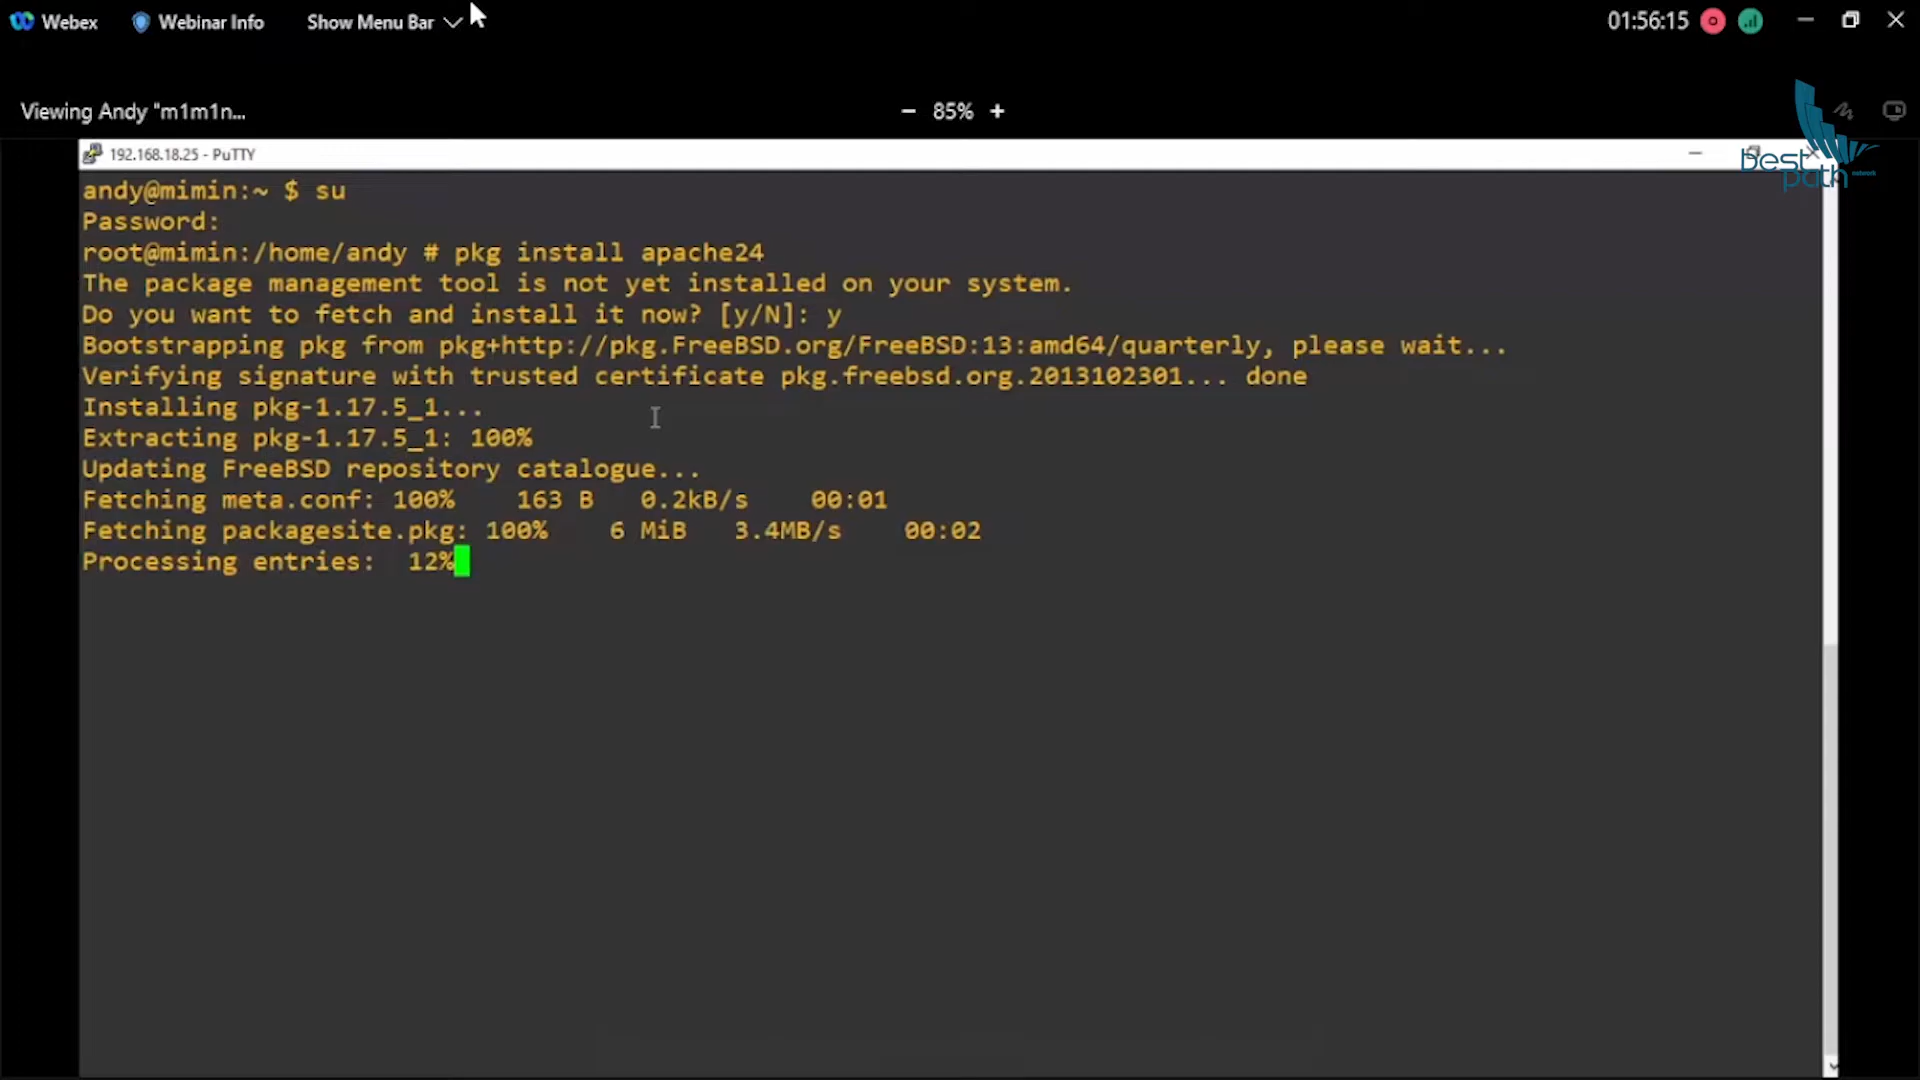 Webex Webinar Info Show Menu Bar 01:56:15
Viewing Andy "m1m1n... − 85% +
best path network
192.168.18.25 - PuTTY
andy@mimin:~ $ su
Password:
root@mimin:/home/andy # pkg install apache24
The package management tool is not yet installed on your system.
Do you want to fetch and install it now? [y/N]: y
Bootstrapping pkg from pkg+http://pkg.FreeBSD.org/FreeBSD:13:amd64/quarterly, please wait...
Verifying signature with trusted certificate pkg.freebsd.org.2013102301... done
Installing pkg-1.17.5_1...
Extracting pkg-1.17.5_1: 100%
Updating FreeBSD repository catalogue...
Fetching meta.conf: 100%    163 B   0.2kB/s    00:01
Fetching packagesite.pkg: 100%    6 MiB   3.4MB/s    00:02
Processing entries:  12%